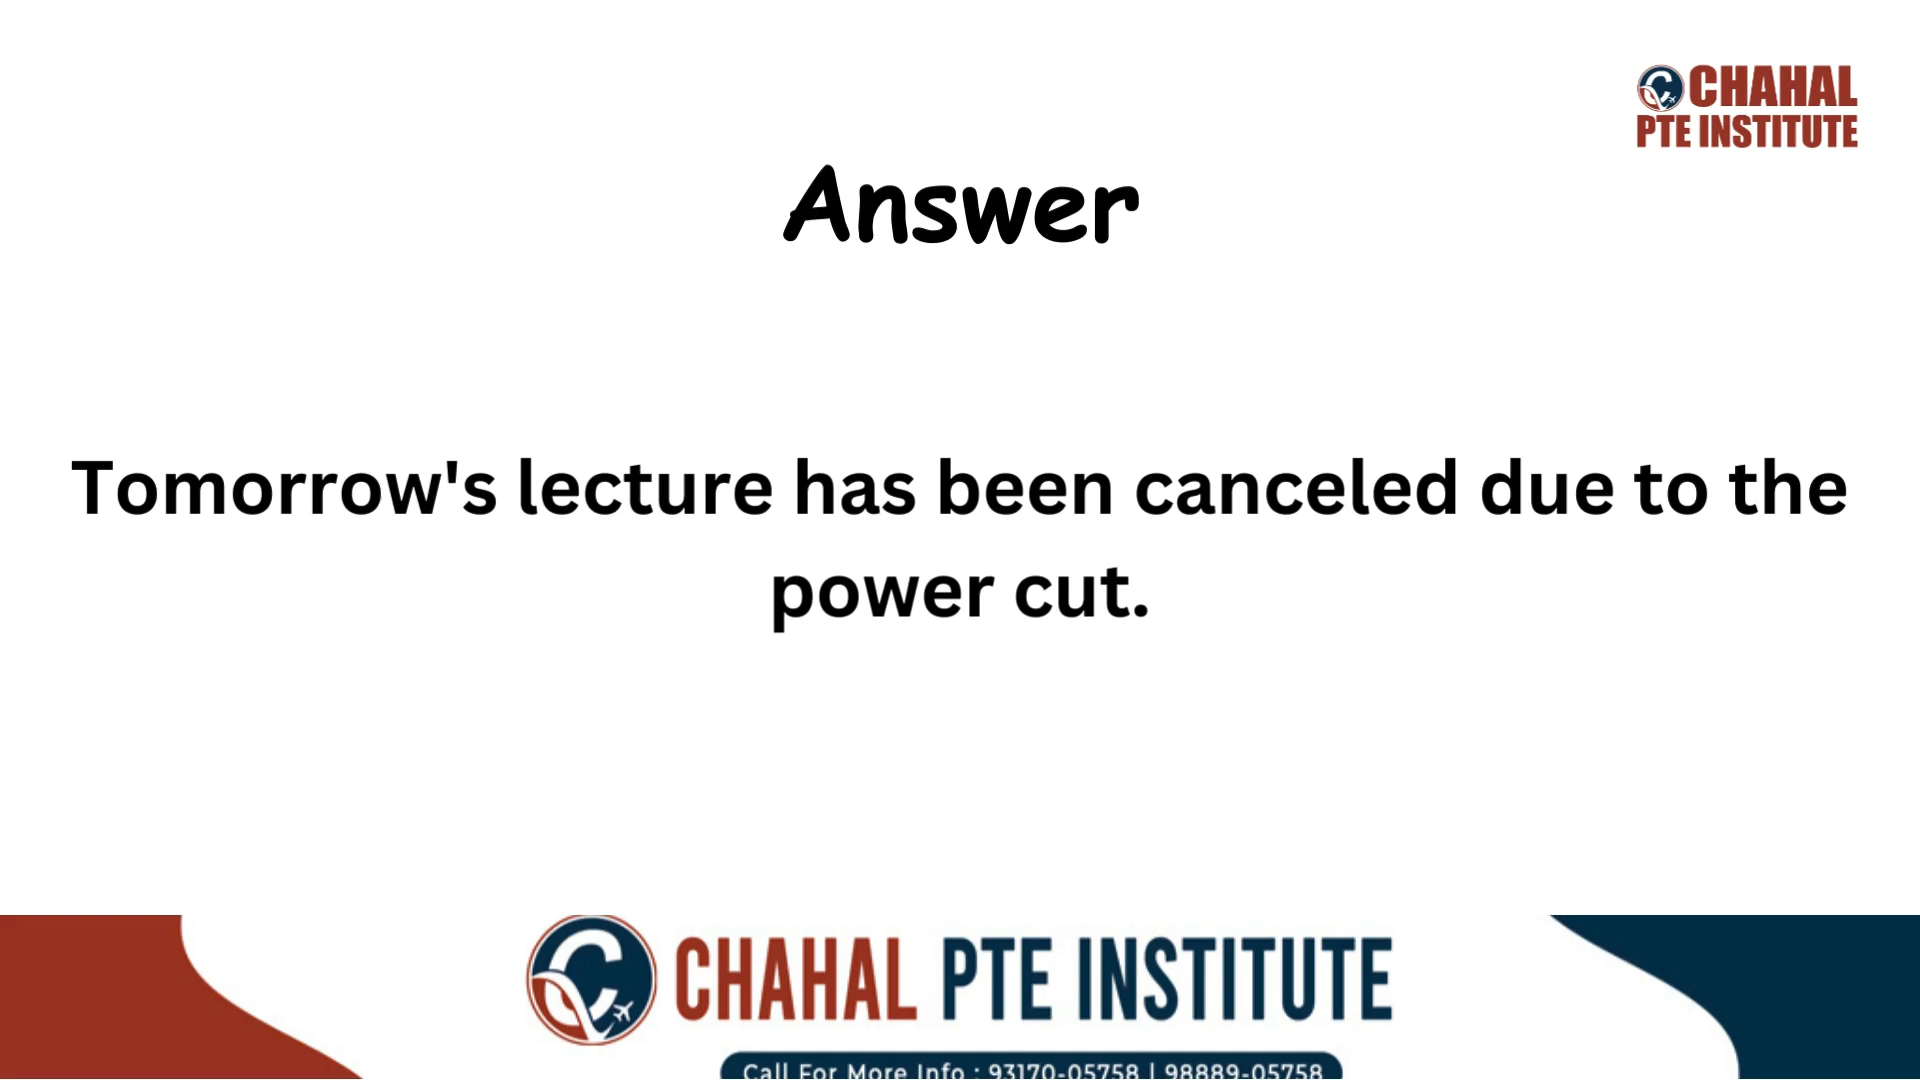 CHAHAL
PTE INSTITUTE
Answer
Tomorrow's lecture has been canceled due to the
power cut.
CHAHAL PTE INSTITUTE
Call For More Info : 93170-05758 | 98889-05758